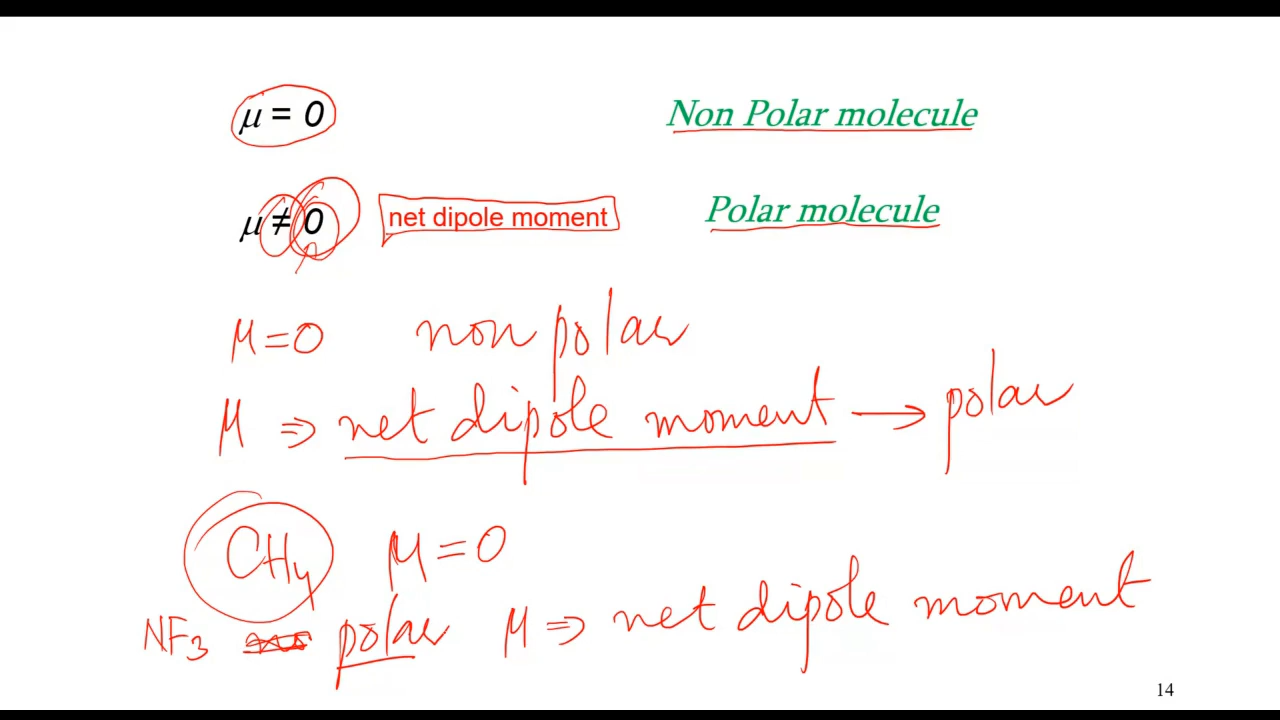 μ = 0 Non Polar molecule
μ ≠ 0 net dipole moment Polar molecule
μ = 0 non polar
μ ⇒ net dipole moment → polar
CH4 μ = 0
NF3 polar μ ⇒ net dipole moment
14